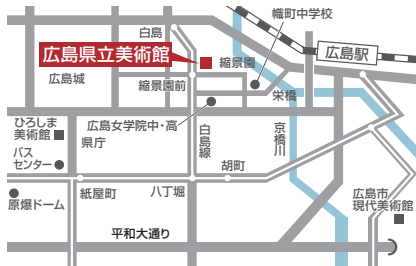 幟町中学校
白島
広島県立美術館
広島駅
縮景園
広島城
縮景園前
栄橋
ひろしま
美術館
広島女学院中・高
県庁
白島線
京橋川
バス
センター
胡町
紙屋町
八丁堀
原爆ドーム
広島市
現代美術館
平和大通り